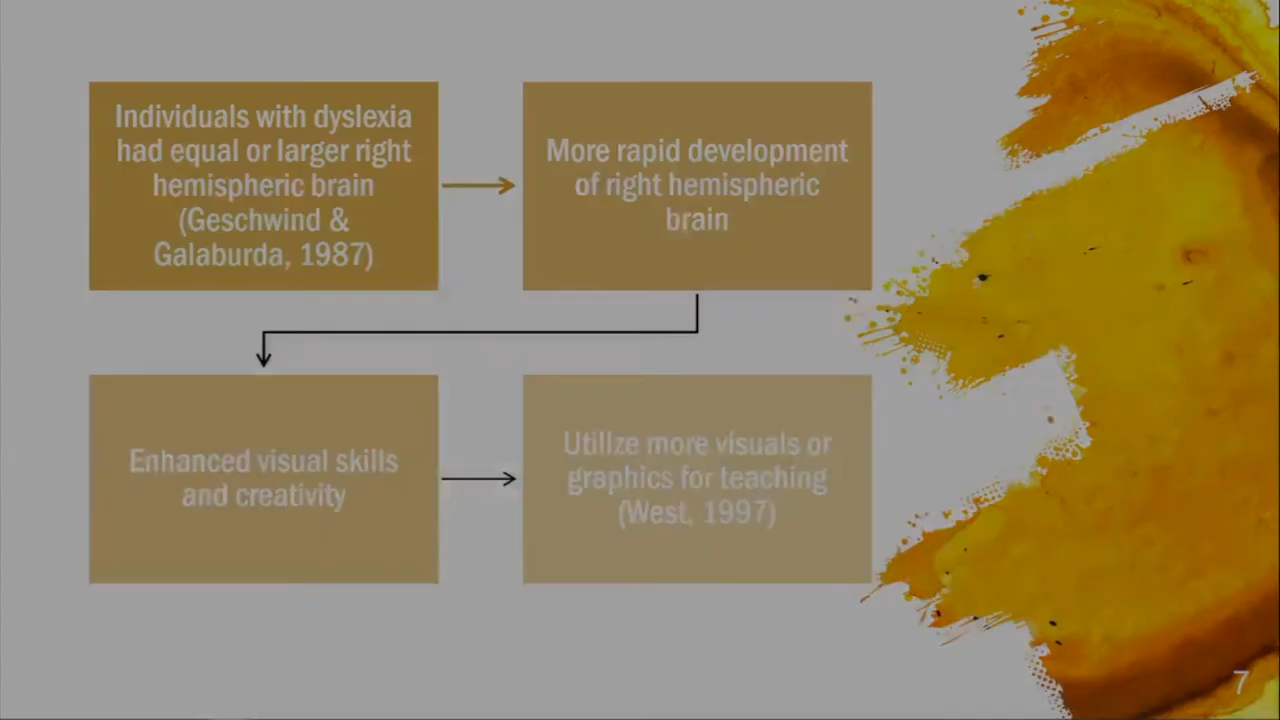 Individuals with dyslexia
had equal or larger right
hemispheric brain
(Geschwind &
Galaburda, 1987)
More rapid development
of right hemispheric
brain
Enhanced visual skills
and creativity
Utilize more visuals or
graphics for teaching
(West, 1997)
7